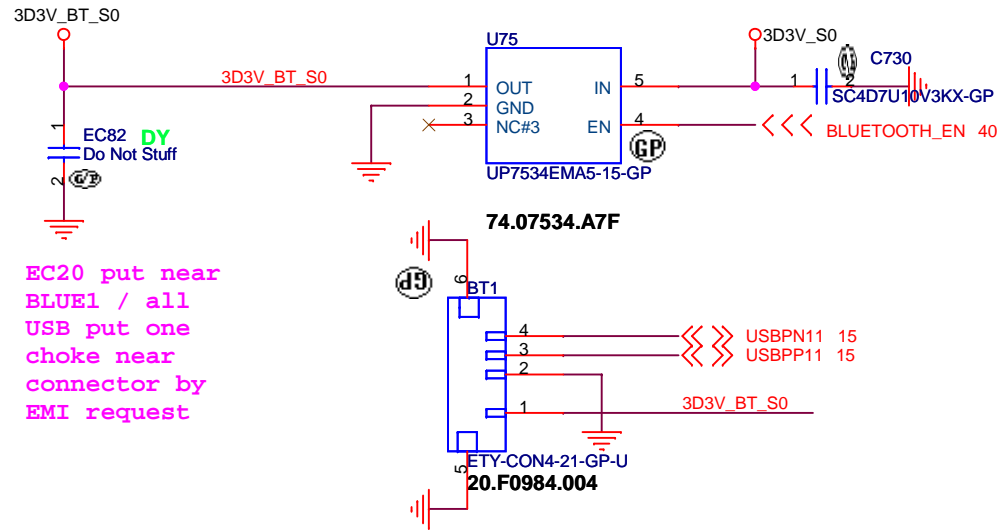 3D3V_BT_S0
3D3V_BT_S0
1
EC82
DY
Do Not Stuff
2
G/P
U75
1
OUT
2
GND
3
NC#3
IN
5
EN
4
GP
UP7534EMA5-15-GP
74.07534.A7F
3D3V_S0
C730
1
2
SC4D7U10V3KX-GP
BLUETOOTH_EN 40
EC20 put near
BLUE1 / all
USB put one
choke near
connector by
EMI request
GP
6
BT1
4
USBPN11 15
3
USBPP11 15
2
1
3D3V_BT_S0
5
ETY-CON4-21-GP-U
20.F0984.004